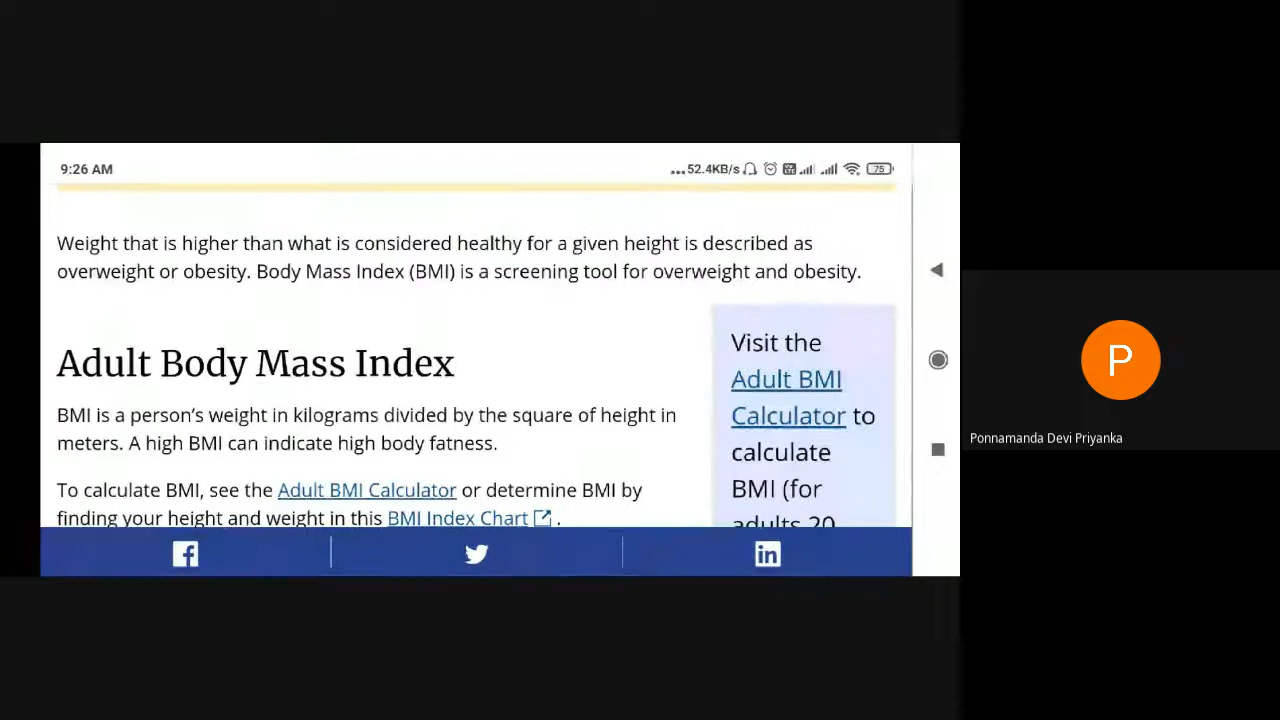 9:26 AM
...52.4KB/s
75
Weight that is higher than what is considered healthy for a given height is described as
overweight or obesity. Body Mass Index (BMI) is a screening tool for overweight and obesity.
Adult Body Mass Index
BMI is a person's weight in kilograms divided by the square of height in
meters. A high BMI can indicate high body fatness.
To calculate BMI, see the Adult BMI Calculator or determine BMI by
finding your height and weight in this BMI Index Chart .
Visit the
Adult BMI
Calculator to
calculate
BMI (for
adults 20
P
Ponnamanda Devi Priyanka